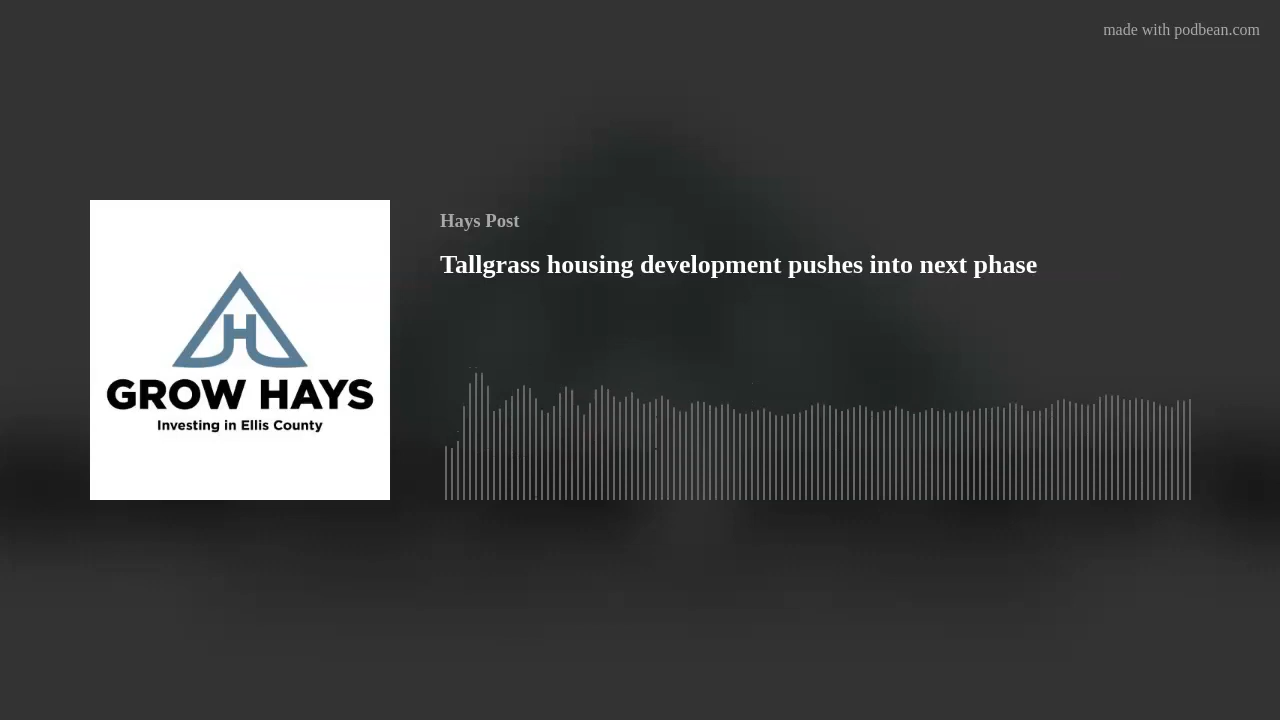 made with podbean.com
Hays Post
Tallgrass housing development pushes into next phase
H
GROW HAYS
Investing in Ellis County